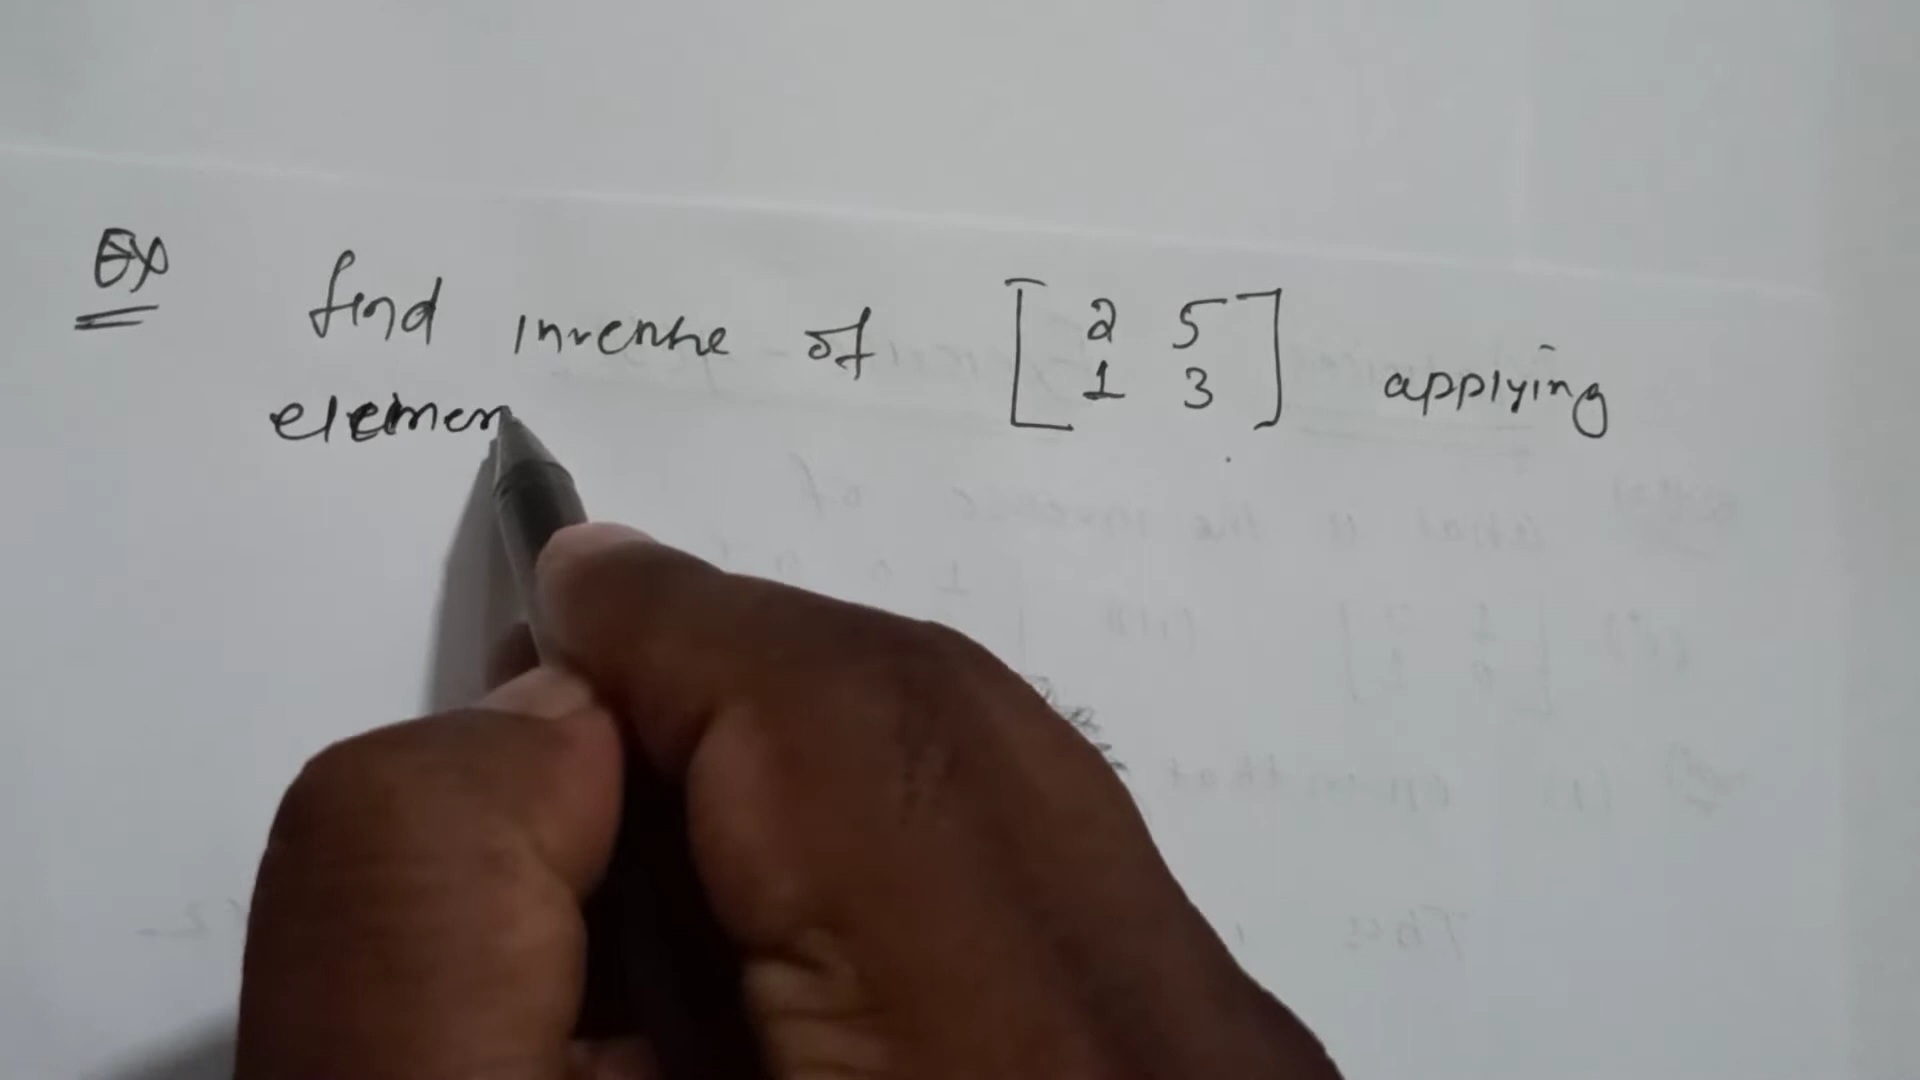 Ex find inverse of [2 5
1 3] applying
elemen